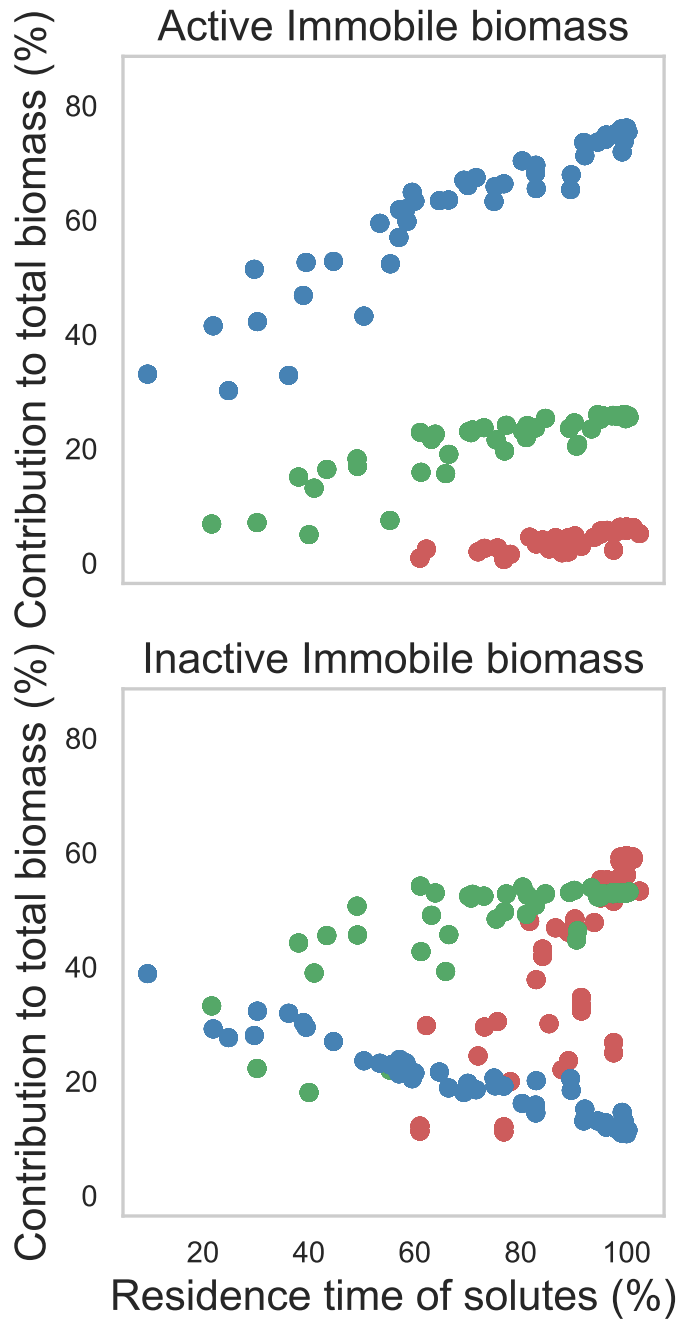 Active Immobile biomass
Contribution to total biomass (%)
80
60
40
20
0
Inactive Immobile biomass
Contribution to total biomass (%)
80
60
40
20
0
20 40 60 80 100
Residence time of solutes (%)